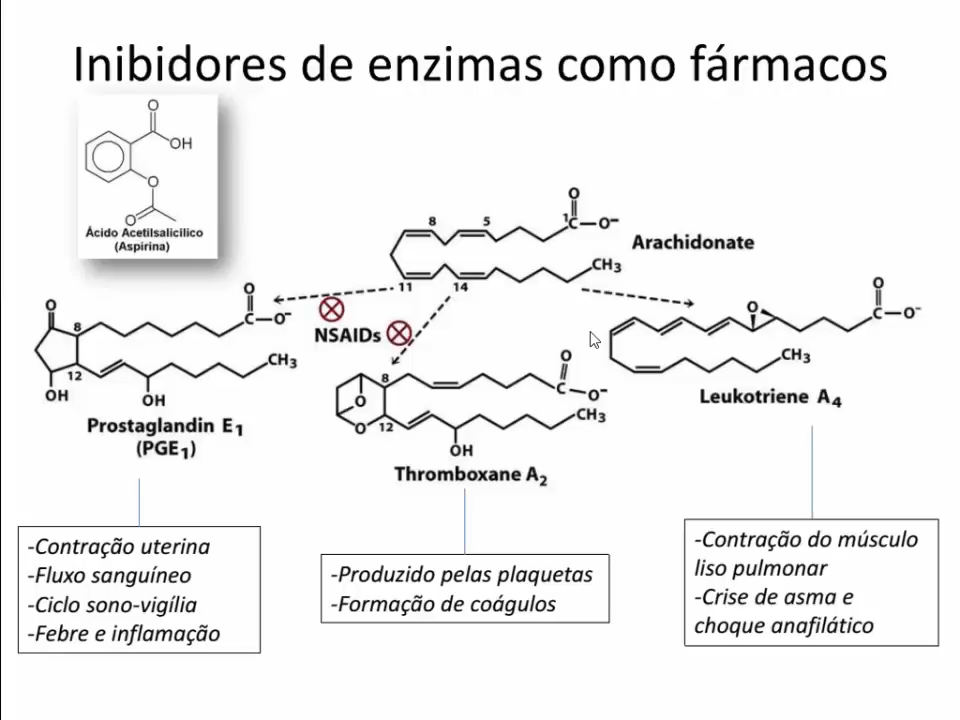 Inibidores de enzimas como fármacos
O
OH
O
O
Ácido Acetilsalicílico
(Aspirina)
O
8 5 1C—O−
Arachidonate
CH3
11 14
NSAIDs
O
O
C—O−
8
12
CH3
OH
OH
Prostaglandin E1
(PGE1)
O
C—O−
8
O
O
12
CH3
OH
Thromboxane A2
O
O
C—O−
CH3
Leukotriene A4
-Contração uterina
-Fluxo sanguíneo
-Ciclo sono-vigília
-Febre e inflamação
-Produzido pelas plaquetas
-Formação de coágulos
-Contração do músculo
liso pulmonar
-Crise de asma e
choque anafilático